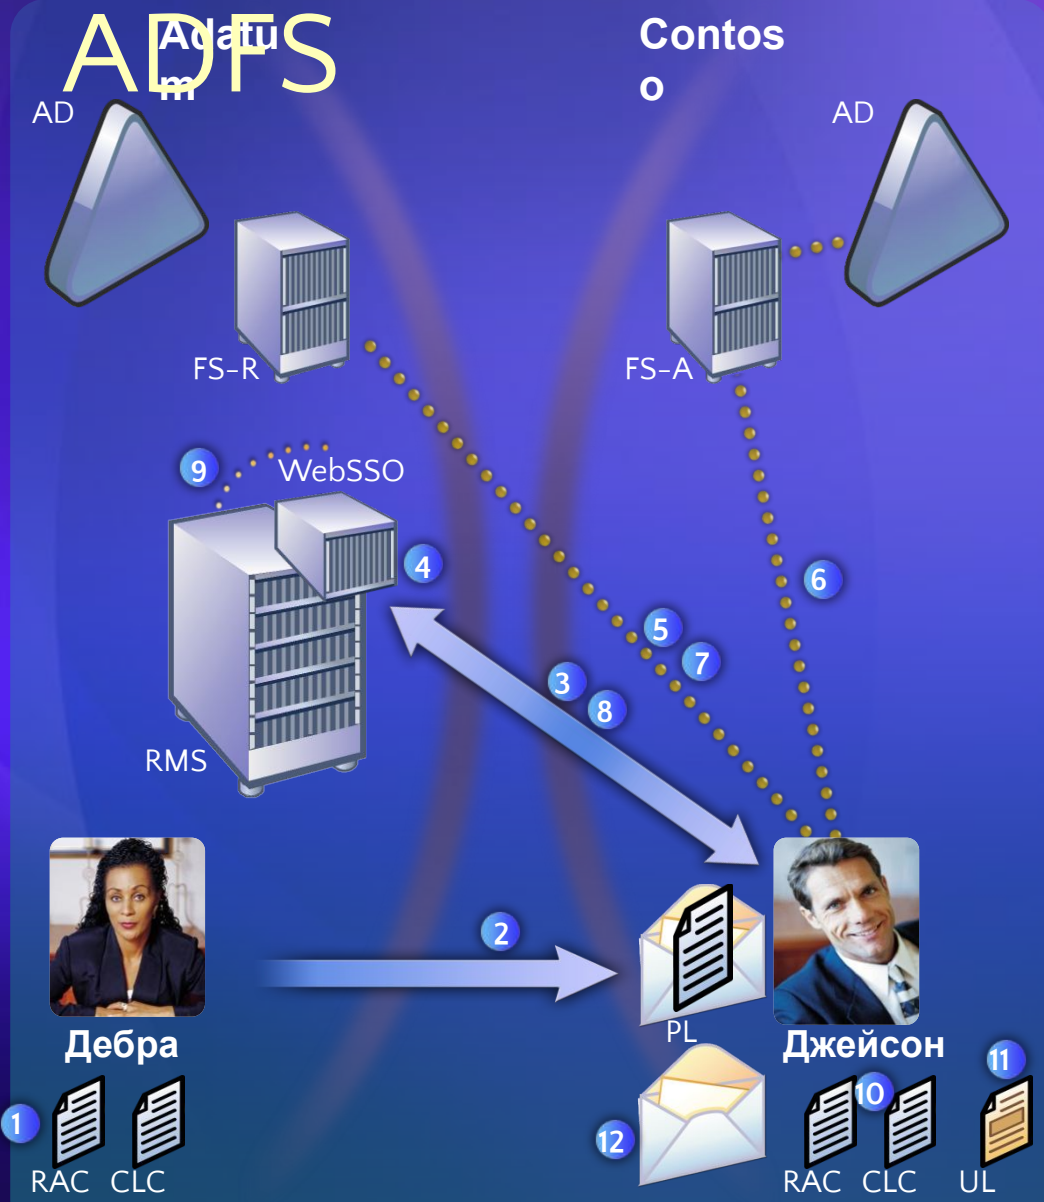 ADFS
Adatu
m
Contos
o
AD
AD
FS-R
FS-A
9
WebSSO
4
6
5
7
3
8
RMS
2
PL
Дебра
Джейсон
11
1
10
12
RAC CLC
RAC CLC UL